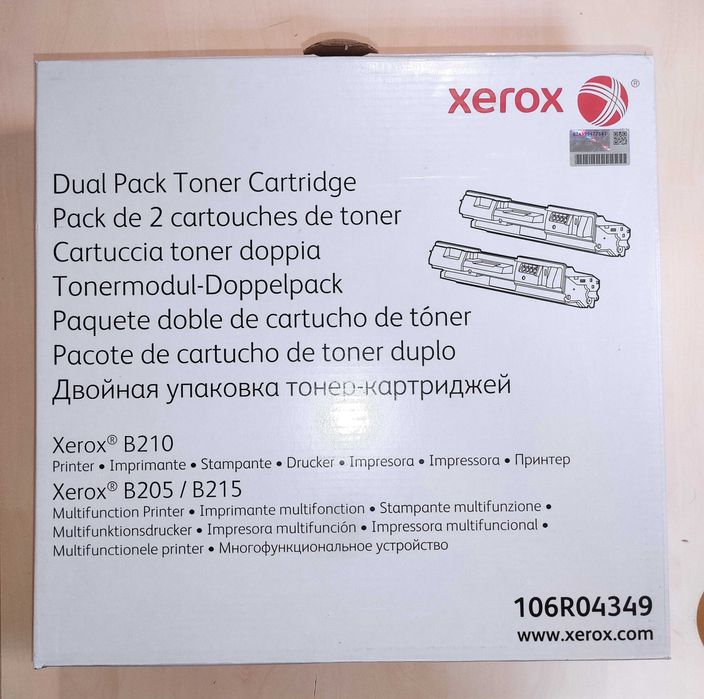 xerox®
Dual Pack Toner Cartridge
Pack de 2 cartouches de toner
Cartuccia toner doppia
Tonermodul-Doppelpack
Paquete doble de cartucho de tóner
Pacote de cartucho de toner duplo
Двойная упаковка тонер-картриджей
Xerox® B210
Printer • Imprimante • Stampante • Drucker • Impresora • Impressora • Принтер
Xerox® B205 / B215
Multifunction Printer • Imprimante multifonction • Stampante multifunzione •
Multifunktionsdrucker • Impresora multifunción • Impressora multifuncional •
Multifunctionele printer • Многофункциональное устройство
106R04349
www.xerox.com